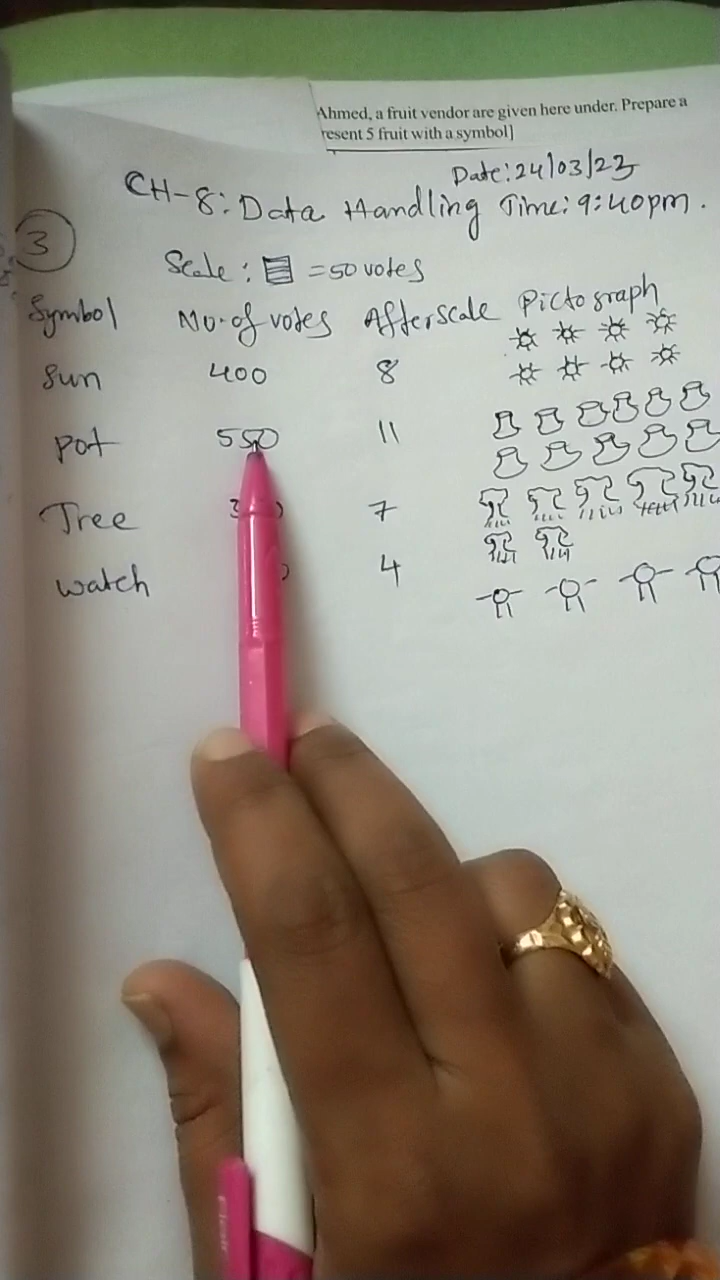 Ahmed, a fruit vendor are given here under. Prepare a
resent 5 fruit with a symbol]
Date:24/03/23
CH-8: Data Handling Time: 9:40pm.
3
Scale: = 50 votes
Symbol No. of votes After scale Pictograph
Sun 400 8
Pot 550 11
Tree 7
watch 4